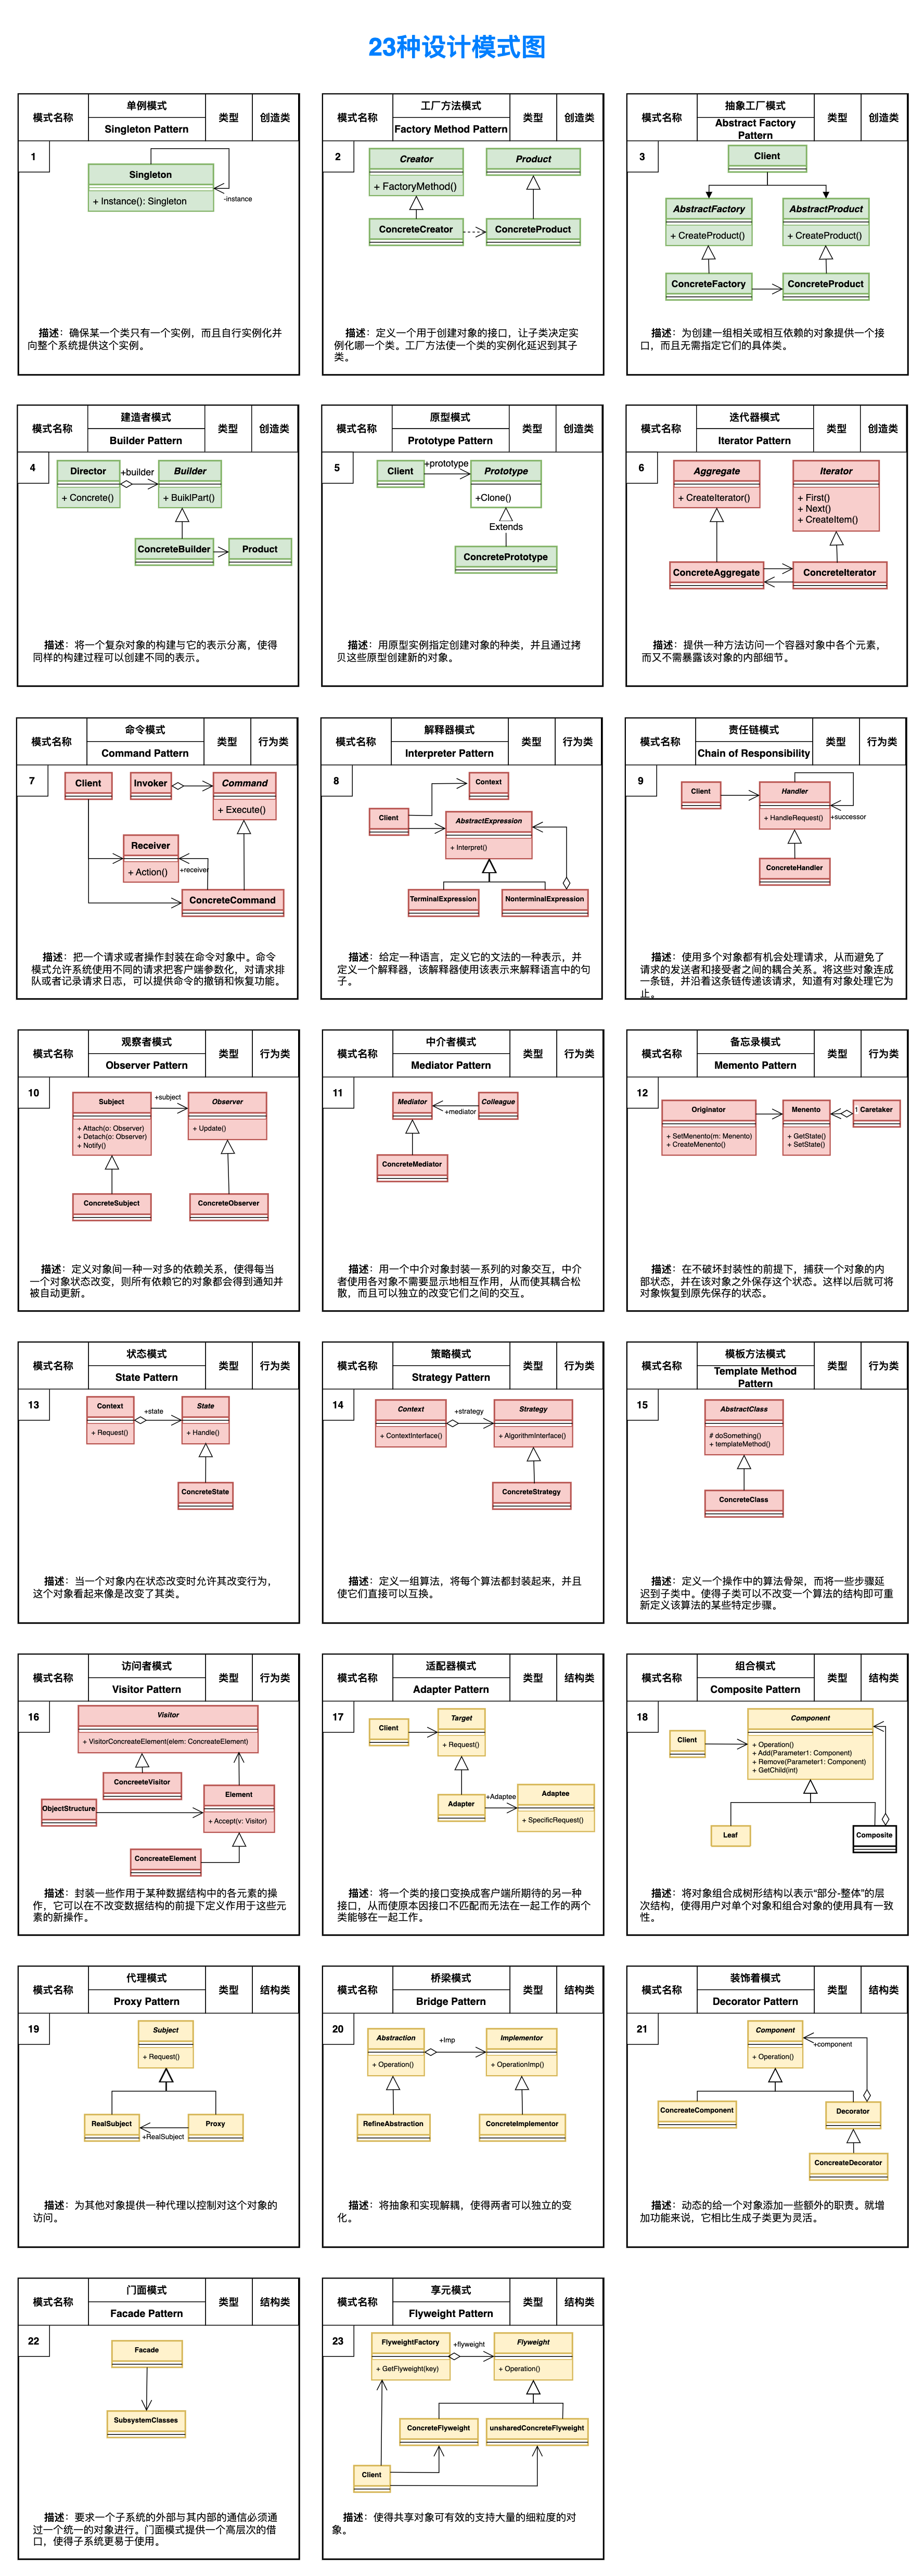 23种设计模式图
模式名称
单例模式
Singleton Pattern
类型
创造类
1
Singleton
+ Instance(): Singleton
-instance
描述：确保某一个类只有一个实例，而且自行实例化并
向整个系统提供这个实例。
模式名称
工厂方法模式
Factory Method Pattern
类型
创造类
2
Creator
+ FactoryMethod()
Product
ConcreteCreator
ConcreteProduct
描述：定义一个用于创建对象的接口，让子类决定实
例化哪一个类。工厂方法使一个类的实例化延迟到其子
类。
模式名称
抽象工厂模式
Abstract Factory
Pattern
类型
创造类
3
Client
AbstractFactory
+ CreateProduct()
AbstractProduct
+ CreateProduct()
ConcreteFactory
ConcreteProduct
描述：为创建一组相关或相互依赖的对象提供一个接
口，而且无需指定它们的具体类。
模式名称
建造者模式
Builder Pattern
类型
创造类
4
Director
+ Concrete()
+builder
Builder
+ BuiklPart()
ConcreteBuilder
Product
描述：将一个复杂对象的构建与它的表示分离，使得
同样的构建过程可以创建不同的表示。
模式名称
原型模式
Prototype Pattern
类型
创造类
5
Client
+prototype
Prototype
+Clone()
Extends
ConcretePrototype
描述：用原型实例指定创建对象的种类，并且通过拷
贝这些原型创建新的对象。
模式名称
迭代器模式
Iterator Pattern
类型
创造类
6
Aggregate
+ CreateIterator()
Iterator
+ First()
+ Next()
+ CreateItem()
ConcreteAggregate
ConcreteIterator
描述：提供一种方法访问一个容器对象中各个元素，
而又不需暴露该对象的内部细节。
模式名称
命令模式
Command Pattern
类型
行为类
7
Client
Invoker
Command
+ Execute()
Receiver
+ Action()
+receiver
ConcreteCommand
描述：把一个请求或者操作封装在命令对象中。命令
模式允许系统使用不同的请求把客户端参数化，对请求排
队或者记录请求日志，可以提供命令的撤销和恢复功能。
模式名称
解释器模式
Interpreter Pattern
类型
行为类
8
Context
Client
AbstractExpression
+ Interpret()
TerminalExpression
NonterminalExpression
描述：给定一种语言，定义它的文法的一种表示，并
定义一个解释器，该解释器使用该表示来解释语言中的句
子。
模式名称
责任链模式
Chain of Responsibility
类型
行为类
9
Client
Handler
+ HandleRequest()
+successor
ConcreteHandler
描述：使用多个对象都有机会处理请求，从而避免了
请求的发送者和接受者之间的耦合关系。将这些对象连成
一条链，并沿着这条链传递该请求，知道有对象处理它为
止。
模式名称
观察者模式
Observer Pattern
类型
行为类
10
Subject
+ Attach(o: Observer)
+ Detach(o: Observer)
+ Notify()
+subject
Observer
+ Update()
ConcreteSubject
ConcreteObserver
描述：定义对象间一种一对多的依赖关系，使得每当
一个对象状态改变，则所有依赖它的对象都会得到通知并
被自动更新。
模式名称
中介者模式
Mediator Pattern
类型
行为类
11
Mediator
+mediator
Colleague
ConcreteMediator
描述：用一个中介对象封装一系列的对象交互，中介
者使用各对象不需要显示地相互作用，从而使其耦合松
散，而且可以独立的改变它们之间的交互。
模式名称
备忘录模式
Memento Pattern
类型
行为类
12
Originator
+ SetMenento(m: Menento)
+ CreateMenento()
Menento
+ GetState()
+ SetState()
1
Caretaker
描述：在不破坏封装性的前提下，捕获一个对象的内
部状态，并在该对象之外保存这个状态。这样以后就可将
对象恢复到原先保存的状态。
模式名称
状态模式
State Pattern
类型
行为类
13
Context
+ Request()
+state
State
+ Handle()
ConcreteState
描述：当一个对象内在状态改变时允许其改变行为，
这个对象看起来像是改变了其类。
模式名称
策略模式
Strategy Pattern
类型
行为类
14
Context
+ ContextInterface()
+strategy
Strategy
+ AlgorithmInterface()
ConcreteStrategy
描述：定义一组算法，将每个算法都封装起来，并且
使它们直接可以互换。
模式名称
模板方法模式
Template Method
Pattern
类型
行为类
15
AbstractClass
# doSomething()
+ templateMethod()
ConcreteClass
描述：定义一个操作中的算法骨架，而将一些步骤延
迟到子类中。使得子类可以不改变一个算法的结构即可重
新定义该算法的某些特定步骤。
模式名称
访问者模式
Visitor Pattern
类型
行为类
16
Visitor
+ VisitorConcreateElement(elem: ConcreateElement)
ConcreeteVisitor
ObjectStructure
Element
+ Accept(v: Visitor)
ConcreateElement
描述：封装一些作用于某种数据结构中的各元素的操
作，它可以在不改变数据结构的前提下定义作用于这些元
素的新操作。
模式名称
适配器模式
Adapter Pattern
类型
结构类
17
Client
Target
+ Request()
Adapter
+Adaptee
Adaptee
+ SpecificRequest()
描述：将一个类的接口变换成客户端所期待的另一种
接口，从而使原本因接口不匹配而无法在一起工作的两个
类能够在一起工作。
模式名称
组合模式
Composite Pattern
类型
结构类
18
Client
Component
+ Operation()
+ Add(Parameter1: Component)
+ Remove(Parameter1: Component)
+ GetChild(int)
Leaf
Composite
描述：将对象组合成树形结构以表示“部分-整体”的层
次结构，使得用户对单个对象和组合对象的使用具有一致
性。
模式名称
代理模式
Proxy Pattern
类型
结构类
19
Subject
+ Request()
RealSubject
+RealSubject
Proxy
描述：为其他对象提供一种代理以控制对这个对象的
访问。
模式名称
桥梁模式
Bridge Pattern
类型
结构类
20
Abstraction
+ Operation()
+Imp
Implementor
+ OperationImp()
RefineAbstraction
ConcreteImplementor
描述：将抽象和实现解耦，使得两者可以独立的变
化。
模式名称
装饰着模式
Decorator Pattern
类型
结构类
21
Component
+ Operation()
+component
ConcreateComponent
Decorator
ConcreateDecorator
描述：动态的给一个对象添加一些额外的职责。就增
加功能来说，它相比生成子类更为灵活。
模式名称
门面模式
Facade Pattern
类型
结构类
22
Facade
SubsystemClasses
描述：要求一个子系统的外部与其内部的通信必须通
过一个统一的对象进行。门面模式提供一个高层次的借
口，使得子系统更易于使用。
模式名称
享元模式
Flyweight Pattern
类型
结构类
23
FlyweightFactory
+ GetFlyweight(key)
+flyweight
Flyweight
+ Operation()
ConcreteFlyweight
unsharedConcreteFlyweight
Client
描述：使得共享对象可有效的支持大量的细粒度的对
象。